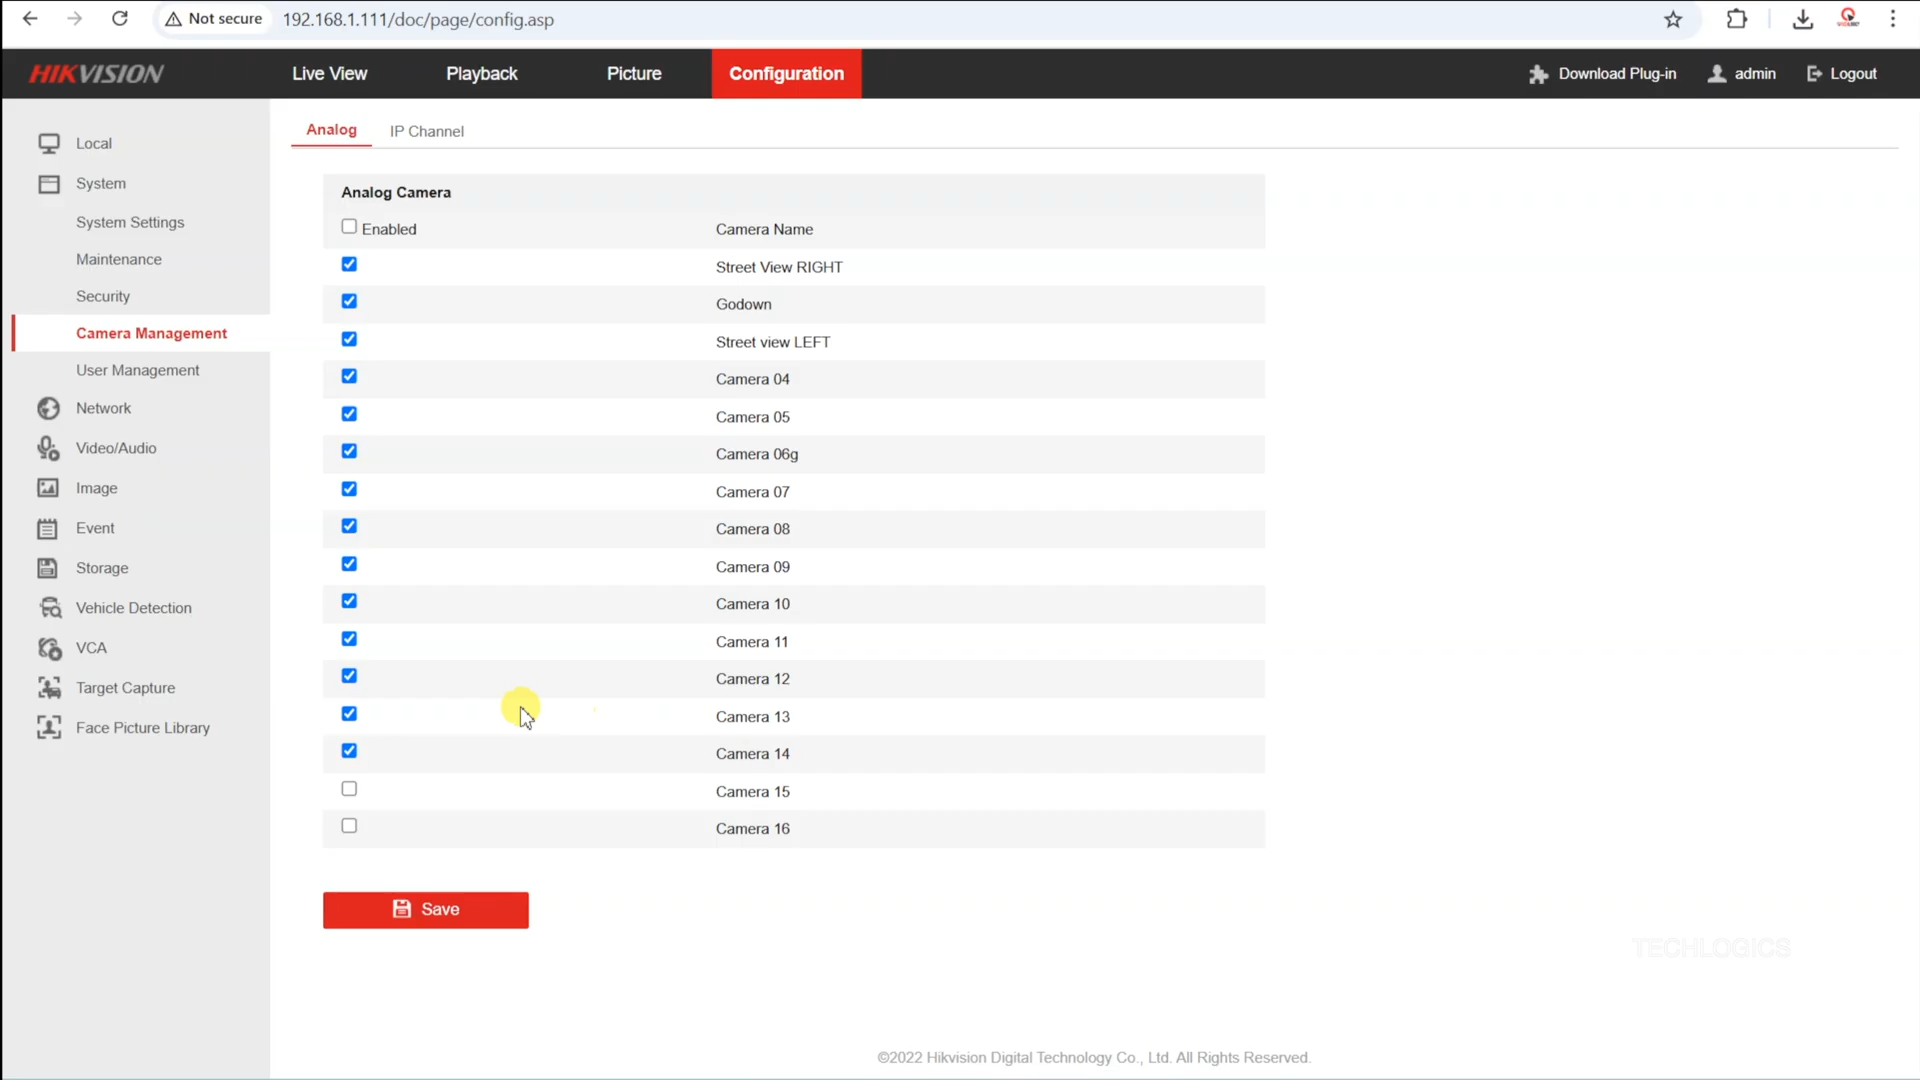 Not secure 192.168.1.111/doc/page/config.asp
HIKVISION Live View Playback Picture Configuration Download Plug-in admin Logout
Analog IP Channel
Local
System
System Settings
Maintenance
Security
Camera Management
User Management
Network
Video/Audio
Image
Event
Storage
Vehicle Detection
VCA
Target Capture
Face Picture Library
Analog Camera
Enabled Camera Name
Street View RIGHT
Godown
Street view LEFT
Camera 04
Camera 05
Camera 06g
Camera 07
Camera 08
Camera 09
Camera 10
Camera 11
Camera 12
Camera 13
Camera 14
Camera 15
Camera 16
Save
TECHLOGICS
©2022 Hikvision Digital Technology Co., Ltd. All Rights Reserved.